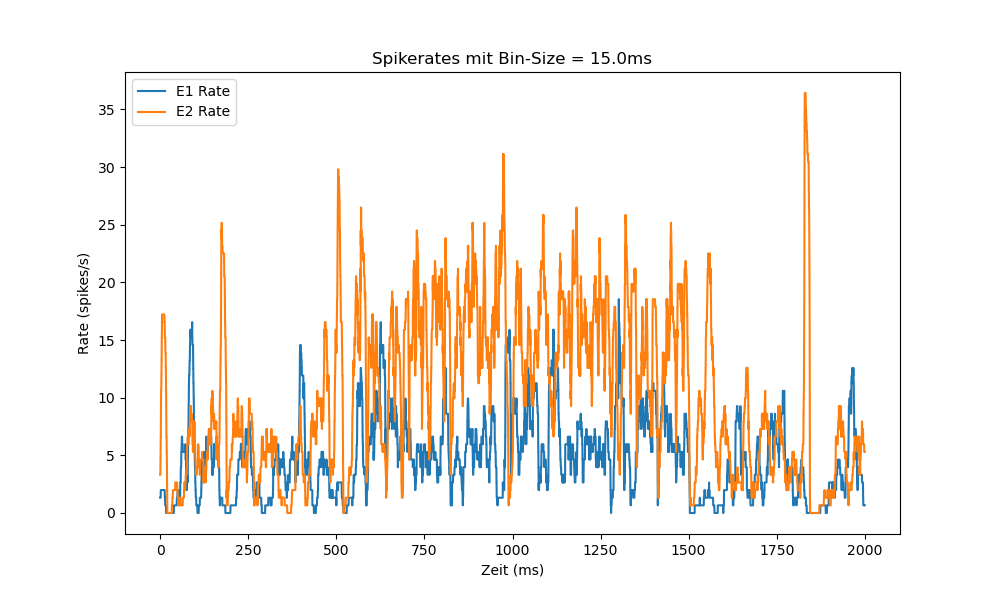 Spikerates mit Bin-Size = 15.0ms
E1 Rate
E2 Rate
Rate (spikes/s)
35
30
25
20
15
10
5
0
0 250 500 750 1000 1250 1500 1750 2000
Zeit (ms)